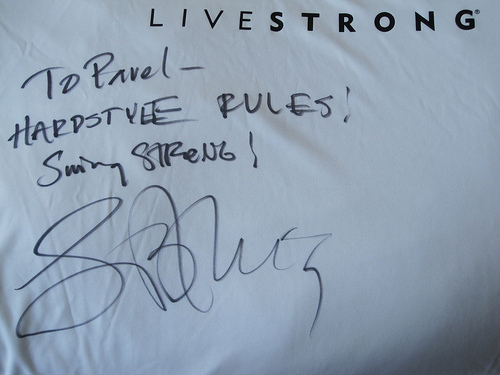 LIVESTRONG®
To Pavel —
HARDSTYLE RULES!
Swing STRONG!